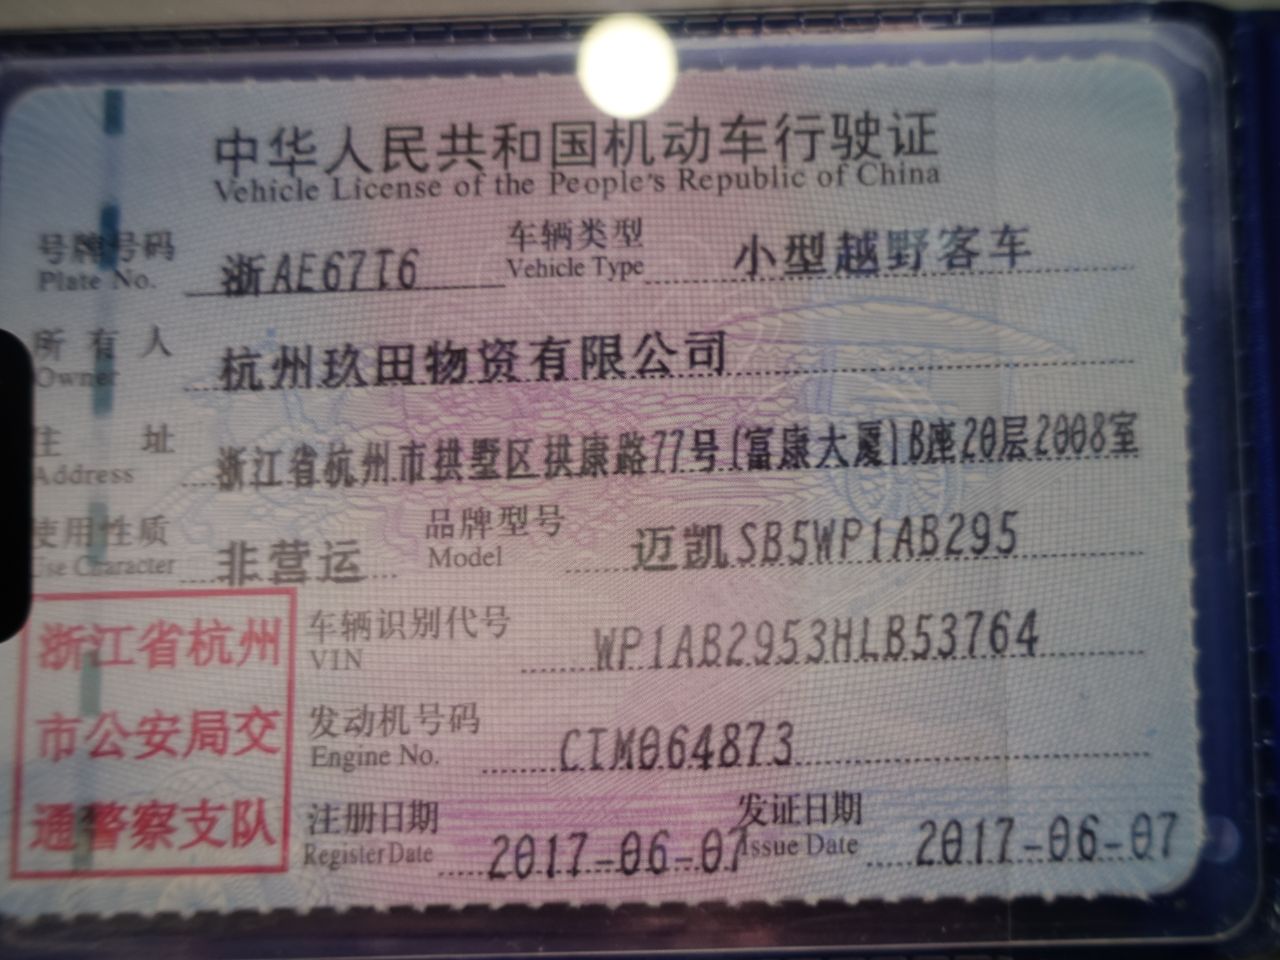 中华人民共和国机动车行驶证
Vehicle License of the People's Republic of China
号牌号码 浙AE67T6 车辆类型 小型越野客车
Plate No. Vehicle Type
所有人 杭州玖田物资有限公司
Owner
住址 浙江省杭州市拱墅区拱康路77号(富康大厦)B座20层2008室
Address
使用性质 非营运 品牌型号 迈凯SB5WP1AB295
Use Character Model
浙江省杭州
市公安局交
通警察支队
车辆识别代号 WP1AB2953HLB53764
VIN
发动机号码 CTM064873
Engine No.
注册日期 2017-06-07 发证日期 2017-06-07
Register Date Issue Date